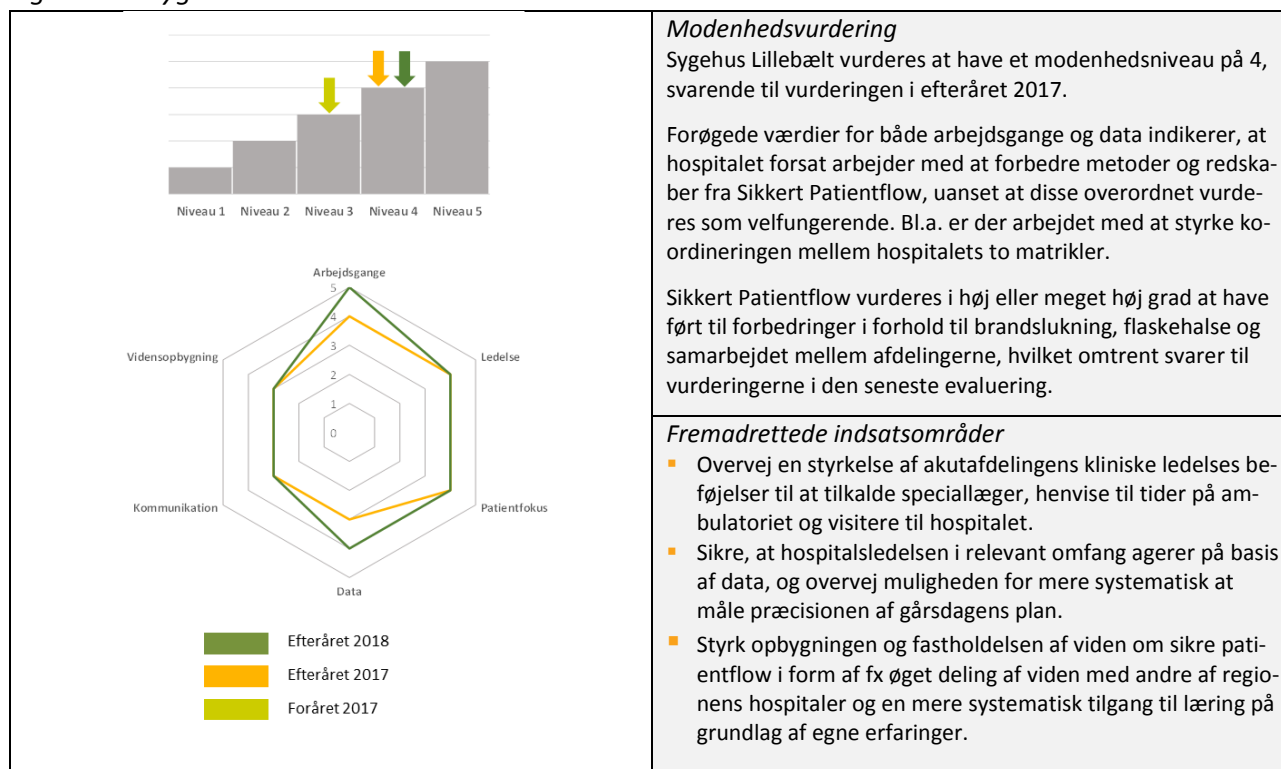 Niveau 1 Niveau 2 Niveau 3 Niveau 4 Niveau 5
Arbejdsgange
5
4
3
2
1
0
Vidensopbygning
Ledelse
Kommunikation
Patientfokus
Data
Efteråret 2018
Efteråret 2017
Foråret 2017
Modenhedsvurdering
Sygehus Lillebælt vurderes at have et modenhedsniveau på 4,
svarende til vurderingen i efteråret 2017.
Forøgede værdier for både arbejdsgange og data indikerer, at
hospitalet forsat arbejder med at forbedre metoder og redska-
ber fra Sikkert Patientflow, uanset at disse overordnet vurde-
res som velfungerende. Bl.a. er der arbejdet med at styrke ko-
ordineringen mellem hospitalets to matrikler.
Sikkert Patientflow vurderes i høj eller meget høj grad at have
ført til forbedringer i forhold til brandslukning, flaskehalse og
samarbejdet mellem afdelingerne, hvilket omtrent svarer til
vurderingerne i den seneste evaluering.
Fremadrettede indsatsområder
▪ Overvej en styrkelse af akutafdelingens kliniske ledelses be-
føjelser til at tilkalde speciallæger, henvise til tider på am-
bulatoriet og visitere til hospitalet.
▪ Sikre, at hospitalsledelsen i relevant omfang agerer på basis
af data, og overvej muligheden for mere systematisk at
måle præcisionen af gårsdagens plan.
▪ Styrk opbygningen og fastholdelsen af viden om sikre pati-
entflow i form af fx øget deling af viden med andre af regio-
nens hospitaler og en mere systematisk tilgang til læring på
grundlag af egne erfaringer.